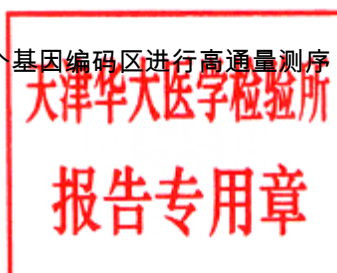 基因编码区进行高通量测序
天津华大医学检验所
报告专用章